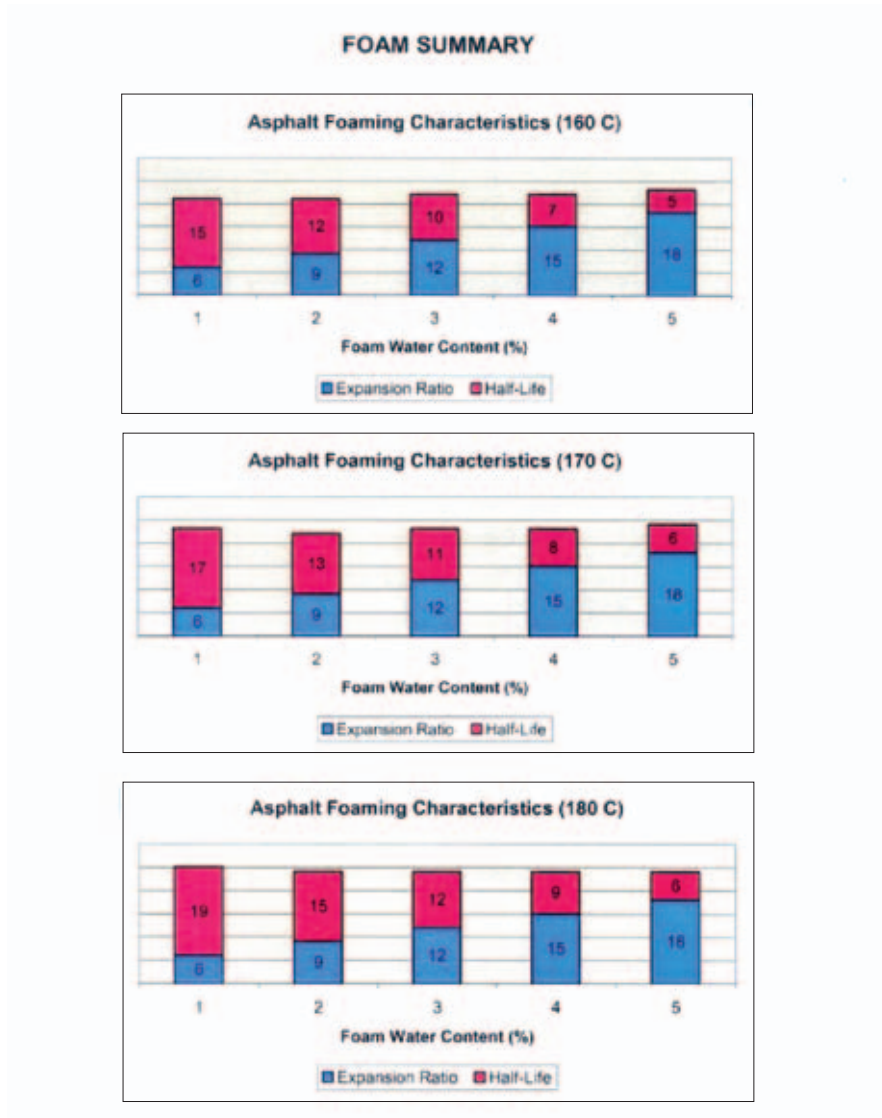 FOAM SUMMARY
Asphalt Foaming Characteristics (160 C)
15 12 10 7 5
6 9 12 15 18
1 2 3 4 5
Foam Water Content (%)
Expansion Ratio Half-Life
Asphalt Foaming Characteristics (170 C)
17 13 11 8 6
6 9 12 15 18
1 2 3 4 5
Foam Water Content (%)
Expansion Ratio Half-Life
Asphalt Foaming Characteristics (180 C)
19 15 12 9 6
6 9 12 15 18
1 2 3 4 5
Foam Water Content (%)
Expansion Ratio Half-Life